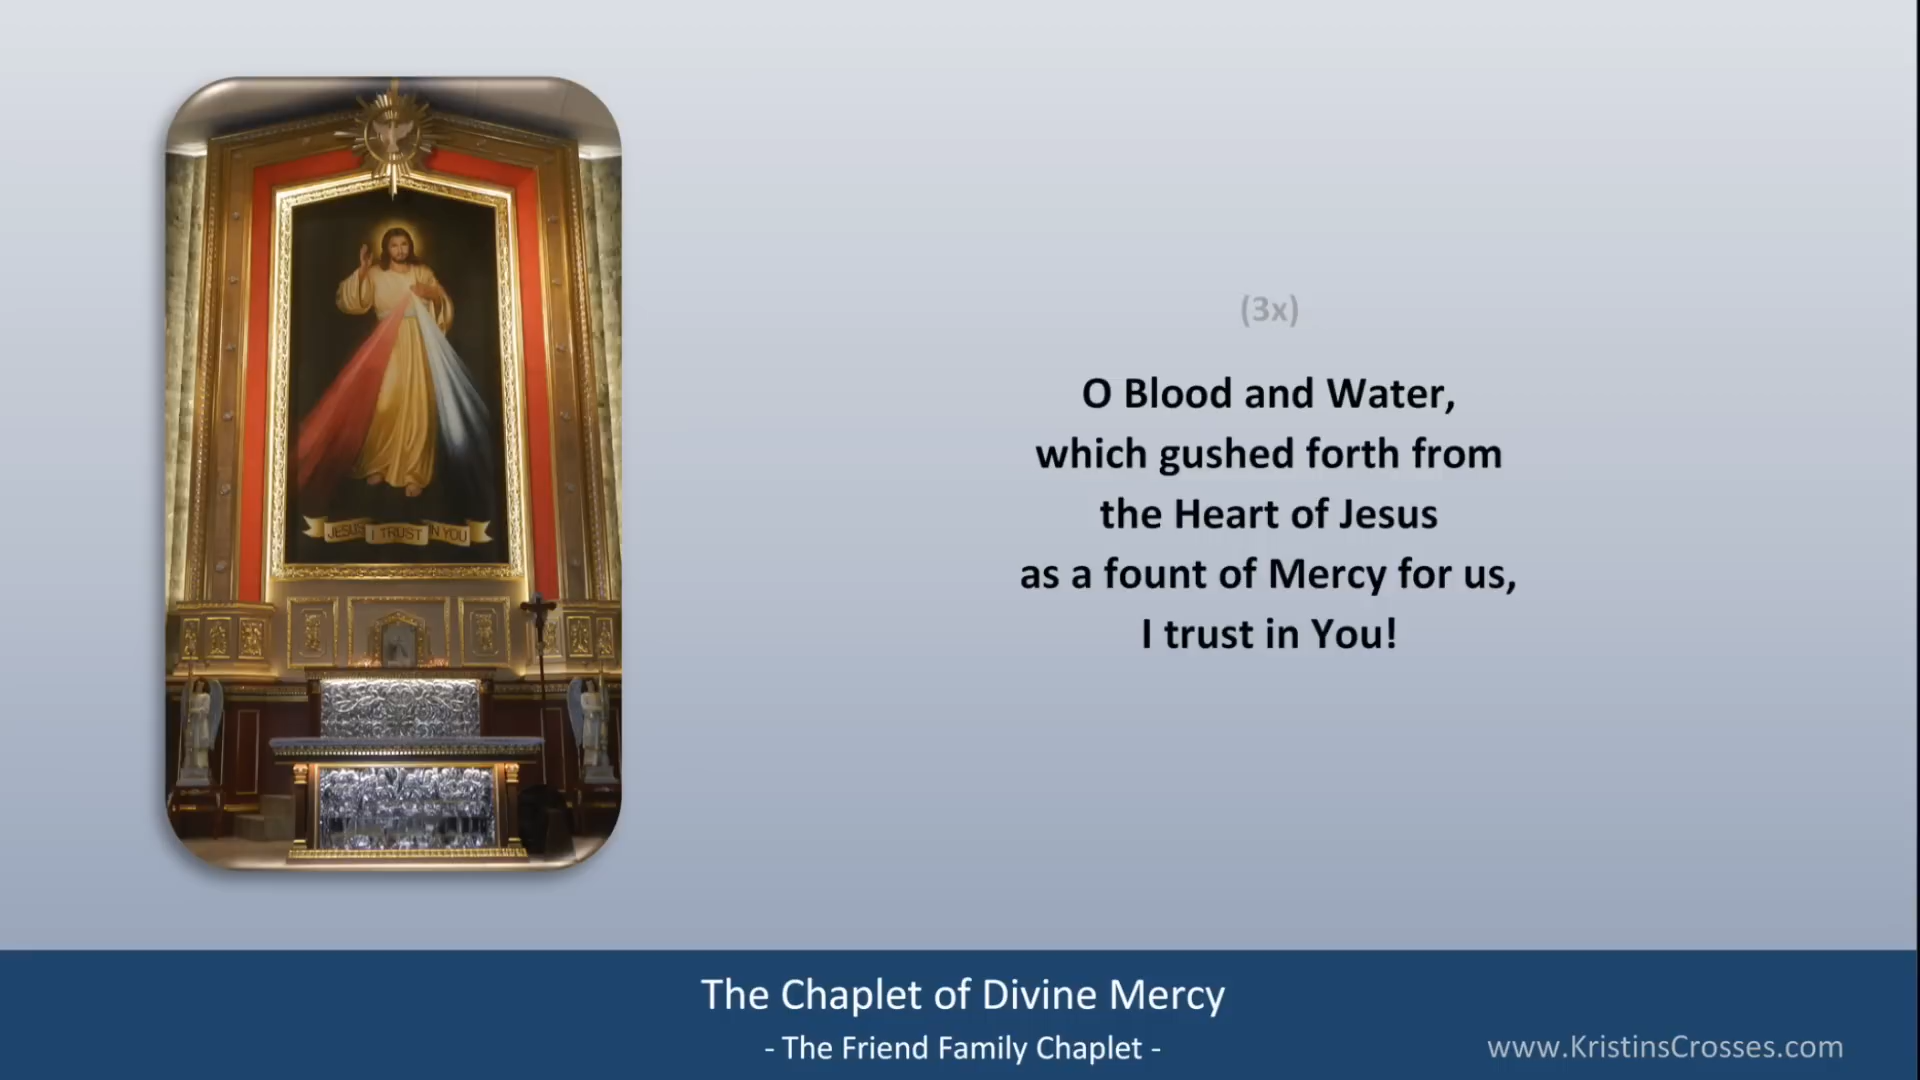 JESUS I TRUST IN YOU
(3x)
O Blood and Water,
which gushed forth from
the Heart of Jesus
as a fount of Mercy for us,
I trust in You!
The Chaplet of Divine Mercy
- The Friend Family Chaplet -
www.KristinsCrosses.com